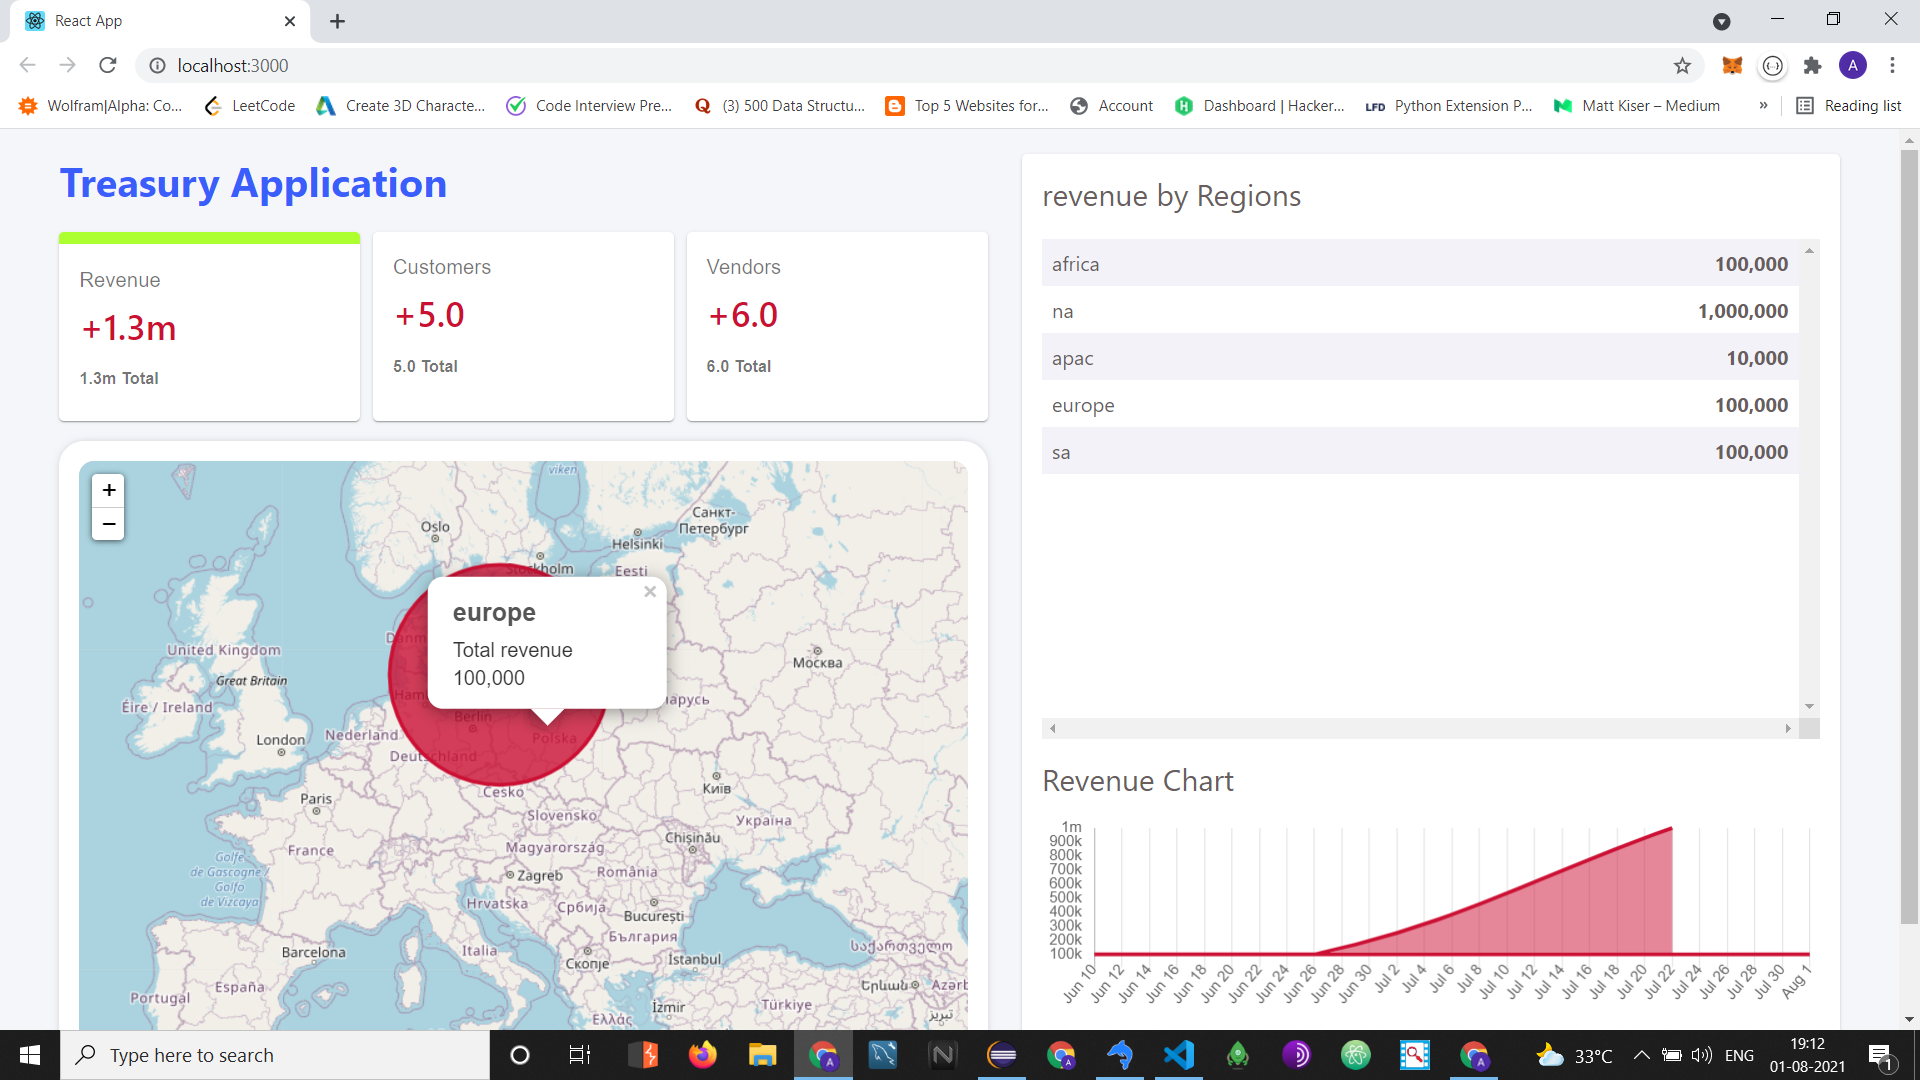 React App
localhost:3000
Wolfram|Alpha: Co...
LeetCode
Create 3D Characte...
Code Interview Pre...
(3) 500 Data Structu...
Top 5 Websites for...
Account
Dashboard | Hacker...
LFD
Python Extension P...
Matt Kiser – Medium
»
Reading list
A
Treasury Application
Revenue
+1.3m
1.3m Total
Customers
+5.0
5.0 Total
Vendors
+6.0
6.0 Total
revenue by Regions
africa 100,000
na 1,000,000
apac 10,000
europe 100,000
sa 100,000
+
−
viken
Oslo
Санкт-
Петербург
Helsinki
Eesti
europe
×
Total revenue
100,000
United Kingdom
Great Britain
Éire / Ireland
Москва
London
Nederland
Berlin
Polska
Deutschland
Česko
Paris
Київ
Slovensko
Україна
Chișinău
Magyarország
France
Zagreb
România
Golfe
de Gascogne /
Golfo
de Vizcaya
Hrvatska
Србија
București
България
Barcelona
Italia
Скопје
İstanbul
საქართველო
Portugal
España
İzmir
Türkiye
Երևան
Azərb
Ελλάς
تبریز
Revenue Chart
1m
900k
800k
700k
600k
500k
400k
300k
200k
100k
Jun 10
Jun 12
Jun 14
Jun 16
Jun 18
Jun 20
Jun 22
Jun 24
Jun 26
Jun 28
Jun 30
Jul 2
Jul 4
Jul 6
Jul 8
Jul 10
Jul 12
Jul 14
Jul 16
Jul 18
Jul 20
Jul 22
Jul 24
Jul 26
Jul 28
Jul 30
Aug 1
Type here to search
33°C
ENG
19:12
01-08-2021
1